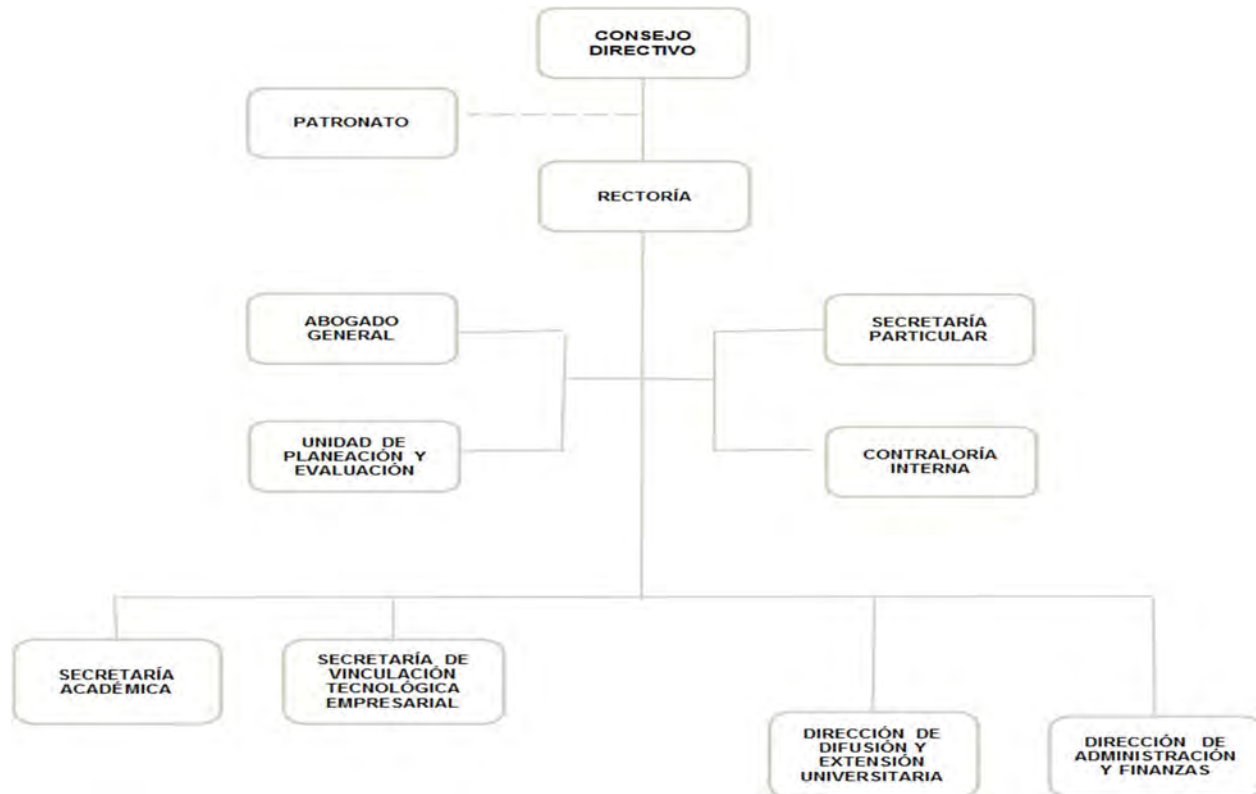 CONSEJO
DIRECTIVO
PATRONATO
RECTORÍA
ABOGADO
GENERAL
SECRETARÍA
PARTICULAR
UNIDAD DE
PLANEACIÓN Y
EVALUACIÓN
CONTRALORÍA
INTERNA
SECRETARÍA
ACADÉMICA
SECRETARÍA DE
VINCULACIÓN
TECNOLÓGICA
EMPRESARIAL
DIRECCIÓN DE
DIFUSIÓN Y
EXTENSIÓN
UNIVERSITARIA
DIRECCIÓN DE
ADMINISTRACIÓN
Y FINANZAS